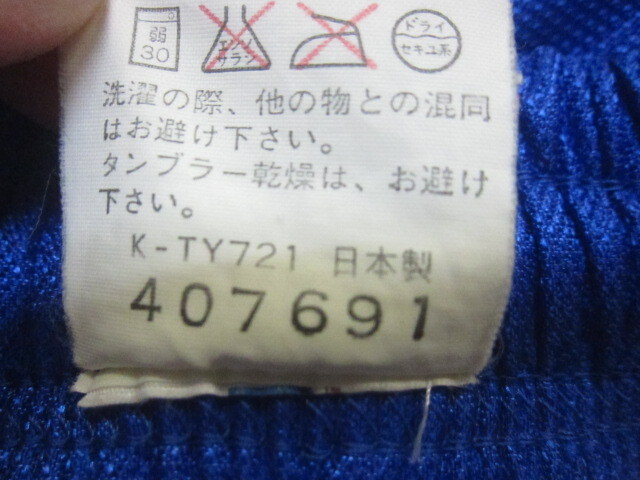 弱
30
エンソ
サラシ
ドライ
セキユ系
洗濯の際、他の物との混同
はお避け下さい。
タンブラー乾燥は、お避け
下さい。
K-TY721 日本製
407691